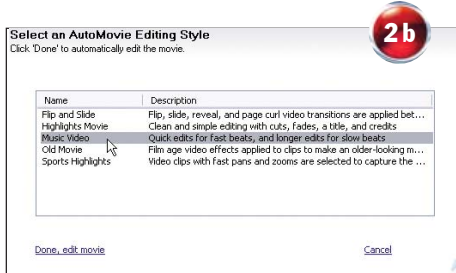 Select an AutoMovie Editing Style
2b
Click 'Done' to automatically edit the movie.
Name Description
Flip and Slide Flip, slide, reveal, and page curl video transitions are applied bet...
Highlights Movie Clean and simple editing with cuts, fades, a title, and credits
Music Video Quick edits for fast beats, and longer edits for slow beats
Old Movie Film age video effects applied to clips to make an older-looking m...
Sports Highlights Video clips with fast pans and zooms are selected to capture the ...
Done, edit movie Cancel